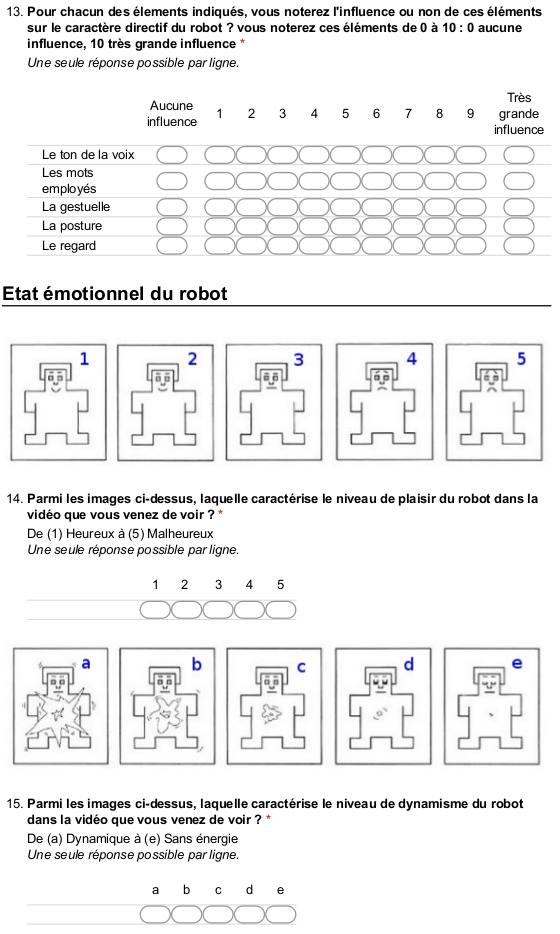 13. Pour chacun des élements indiqués, vous noterez l'influence ou non de ces éléments
sur le caractère directif du robot ? vous noterez ces éléments de 0 à 10 : 0 aucune
influence, 10 très grande influence *
Une seule réponse possible par ligne.
Aucune influence 1 2 3 4 5 6 7 8 9 Très grande influence
Le ton de la voix
Les mots
employés
La gestuelle
La posture
Le regard
Etat émotionnel du robot
1 2 3 4 5
14. Parmi les images ci-dessus, laquelle caractérise le niveau de plaisir du robot dans la
vidéo que vous venez de voir ? *
De (1) Heureux à (5) Malheureux
Une seule réponse possible par ligne.
1 2 3 4 5
a b c d e
15. Parmi les images ci-dessus, laquelle caractérise le niveau de dynamisme du robot
dans la vidéo que vous venez de voir ? *
De (a) Dynamique à (e) Sans énergie
Une seule réponse possible par ligne.
a b c d e